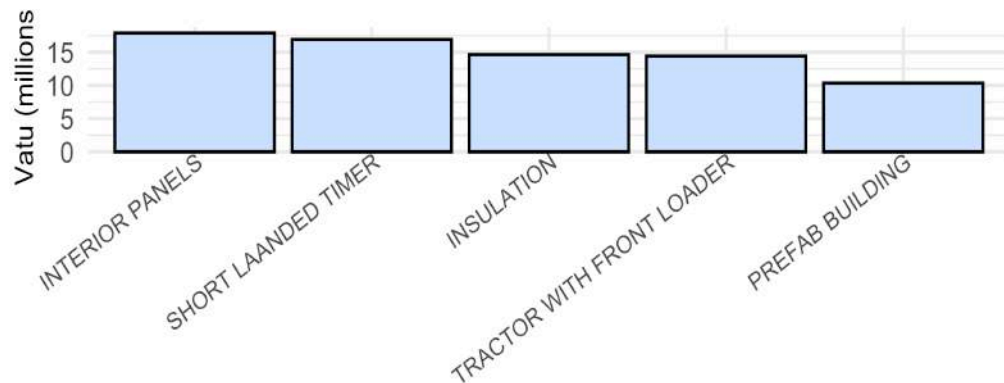 Vatu (millions
15
10
5
0
INTERIOR PANELS
SHORT LAANDED TIMER
INSULATION
TRACTOR WITH FRONT LOADER
PREFAB BUILDING